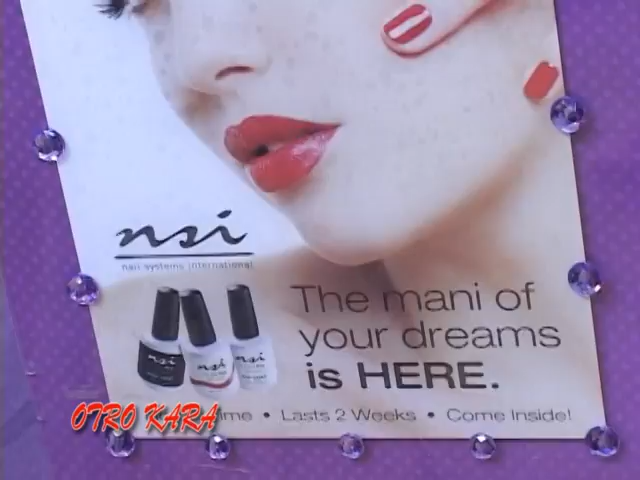 nsi
nail systems international
nsi
nsi
nsi
The mani of
your dreams
is HERE.
OTRO KARA
• Lasts 2 Weeks • Come Inside!